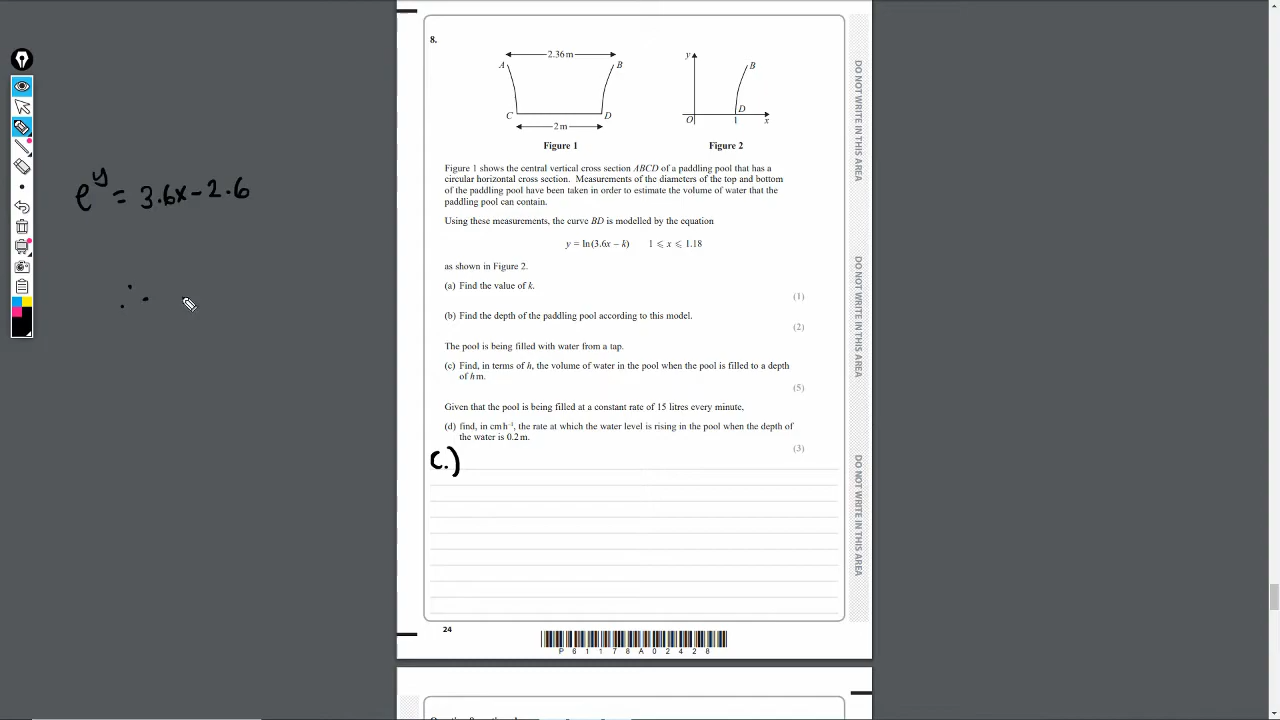 8.
2.36 m
A
B
C
D
2 m
Figure 1
y
B
D
O
1
x
Figure 2
Figure 1 shows the central vertical cross section ABCD of a paddling pool that has a
circular horizontal cross section. Measurements of the diameters of the top and bottom
of the paddling pool have been taken in order to estimate the volume of water that the
paddling pool can contain.
Using these measurements, the curve BD is modelled by the equation
y = ln(3.6x – k) 1 ⩽ x ⩽ 1.18
as shown in Figure 2.
(a) Find the value of k.
(1)
(b) Find the depth of the paddling pool according to this model.
(2)
The pool is being filled with water from a tap.
(c) Find, in terms of h, the volume of water in the pool when the pool is filled to a depth
of h m.
(5)
Given that the pool is being filled at a constant rate of 15 litres every minute,
(d) find, in cm h⁻¹, the rate at which the water level is rising in the pool when the depth of
the water is 0.2 m.
(3)
C.)
e^y = 3.6x – 2.6
∴
24
P61178A02428
DO NOT WRITE IN THIS AREA
DO NOT WRITE IN THIS AREA
DO NOT WRITE IN THIS AREA